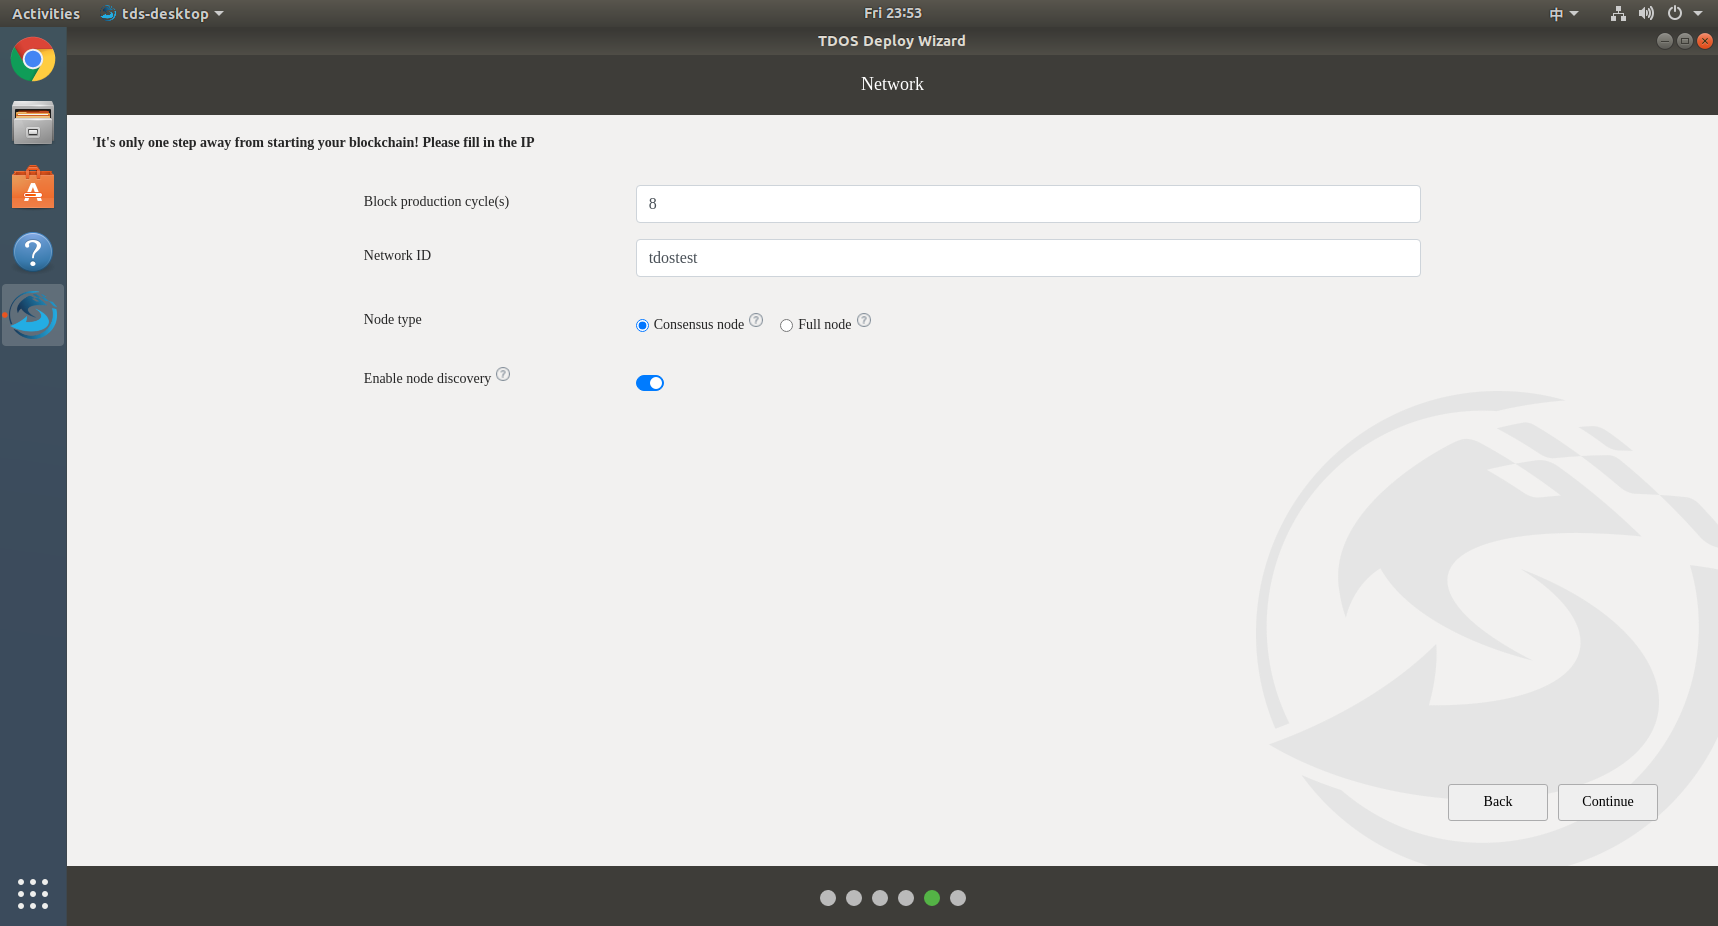 Activities tds-desktop Fri 23:53 中
TDOS Deploy Wizard
Network
'It's only one step away from starting your blockchain! Please fill in the IP
Block production cycle(s) 8
Network ID tdostest
Node type Consensus node ? Full node ?
Enable node discovery ?
Back Continue